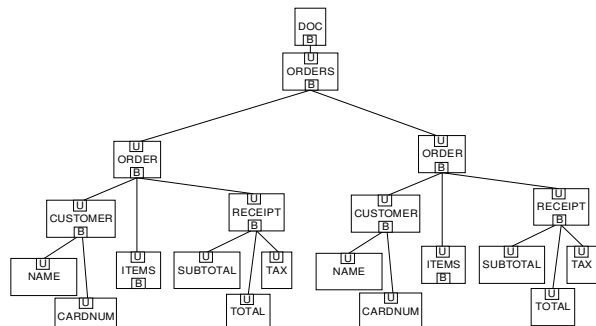 DOC
B
U
ORDERS
B
U U
ORDER ORDER
B B
U U U U
CUSTOMER RECEIPT CUSTOMER RECEIPT
B B B B
U U U U U U U U
NAME ITEMS SUBTOTAL TAX NAME ITEMS SUBTOTAL TAX
B B
U U U U
CARDNUM TOTAL CARDNUM TOTAL